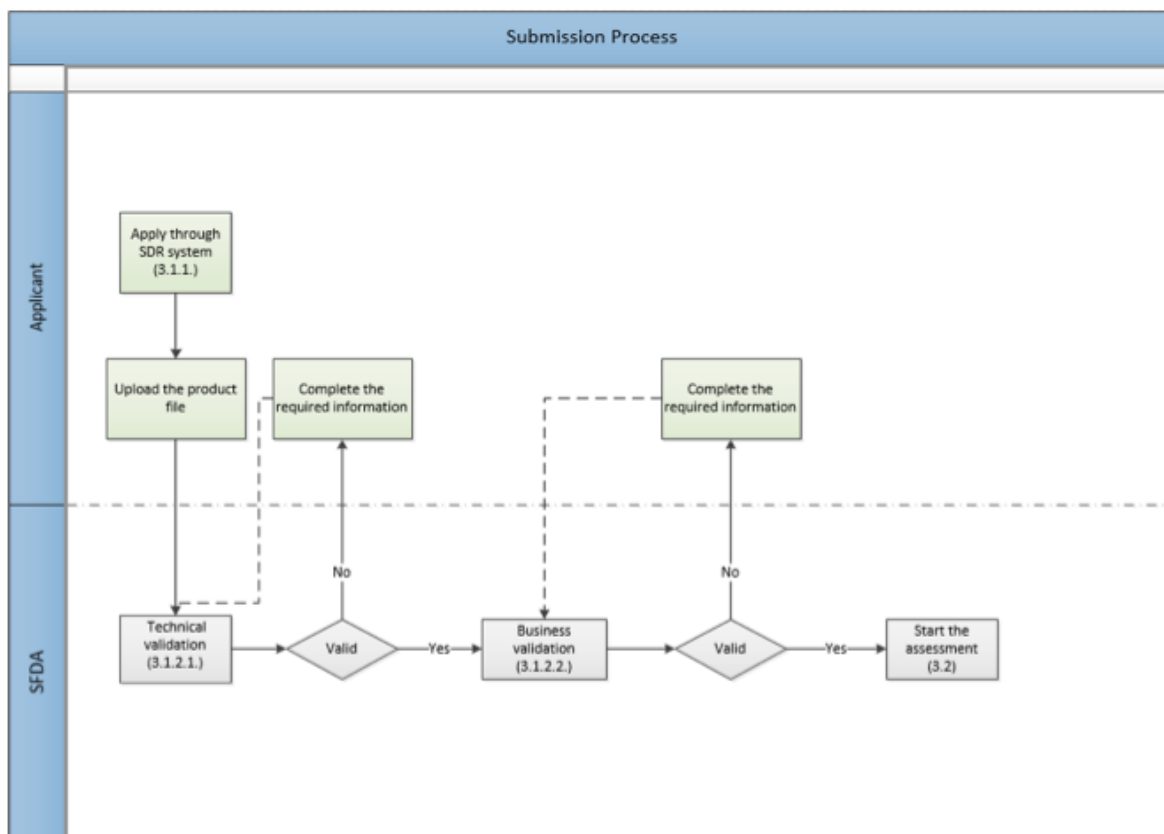 Submission Process
Applicant
Apply through
SDR system
(3.1.1.)
Upload the product
file
Complete the
required information
Complete the
required information
SFDA
No
No
Technical
validation
(3.1.2.1.)
Valid
Yes
Business
validation
(3.1.2.2.)
Valid
Yes
Start the
assessment
(3.2)